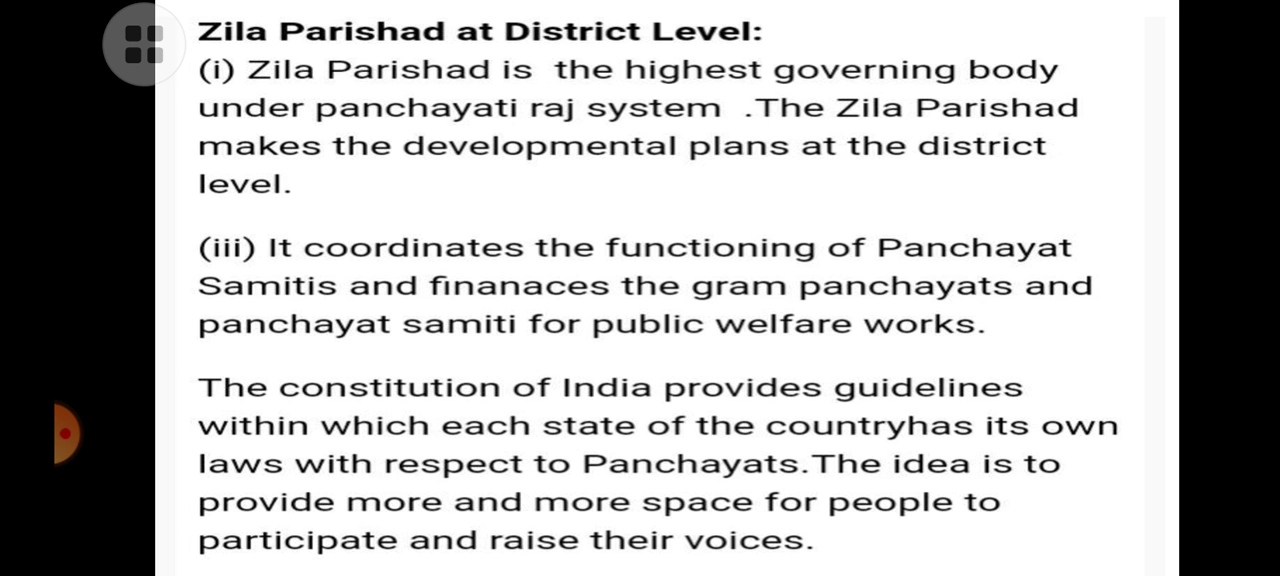 Zila Parishad at District Level:
(i) Zila Parishad is the highest governing body
under panchayati raj system .The Zila Parishad
makes the developmental plans at the district
level.
(iii) It coordinates the functioning of Panchayat
Samitis and finanaces the gram panchayats and
panchayat samiti for public welfare works.
The constitution of India provides guidelines
within which each state of the countryhas its own
laws with respect to Panchayats.The idea is to
provide more and more space for people to
participate and raise their voices.